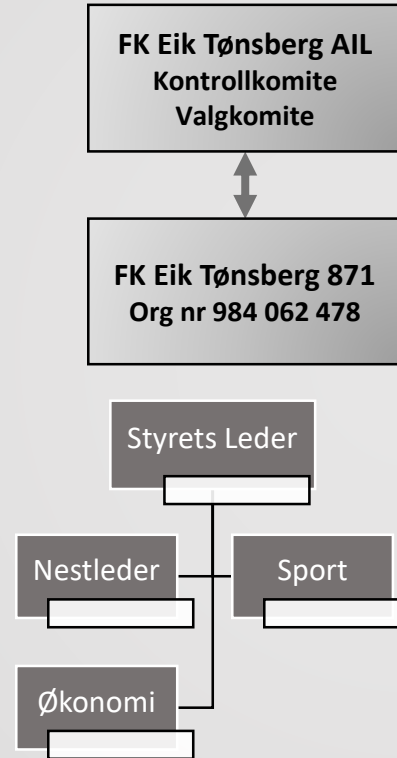 FK Eik Tønsberg AIL
Kontrollkomite
Valgkomite
FK Eik Tønsberg 871
Org nr 984 062 478
Styrets Leder
Nestleder
Sport
Økonomi